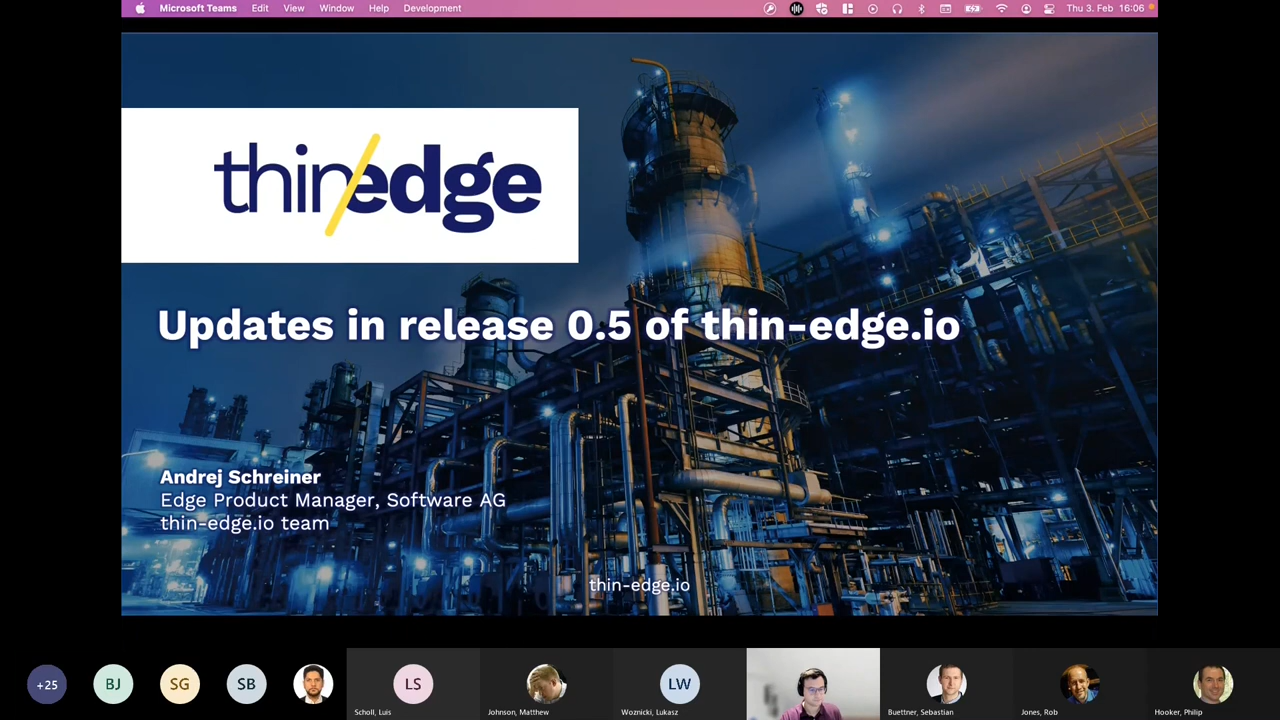 Microsoft Teams Edit View Window Help Development
Thu 3. Feb 16:06
thin/edge
Updates in release 0.5 of thin-edge.io
Andrej Schreiner
Edge Product Manager, Software AG
thin-edge.io team
thin-edge.io
+25
BJ
SG
SB
LS
LW
Scholl, Luis
Johnson, Matthew
Woznicki, Lukasz
Buettner, Sebastian
Jones, Rob
Hooker, Philip